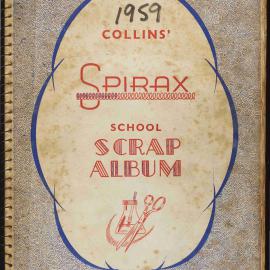 1959
COLLINS'
SPIRAX
SCHOOL
SCRAP
ALBUM